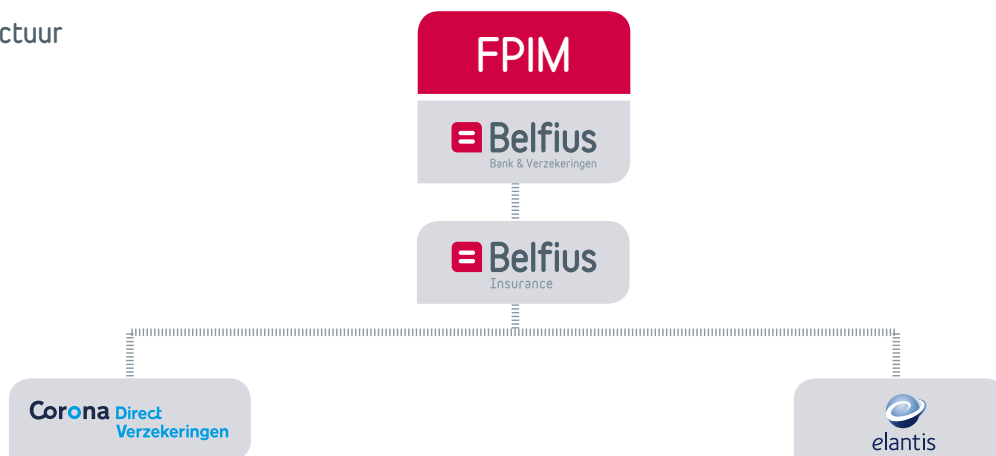 ctuur
FPIM
Belfius
Bank & Verzekeringen
Belfius
Insurance
Corona Direct
Verzekeringen
elantis